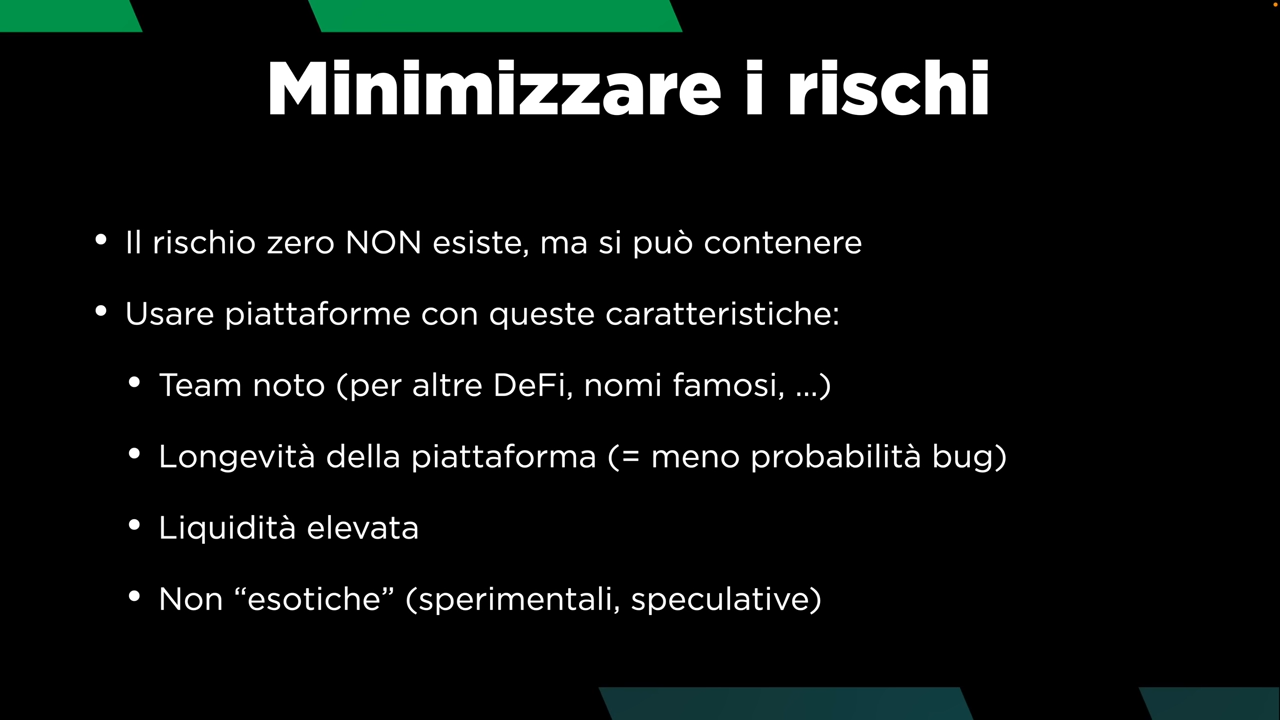 Minimizzare i rischi
• Il rischio zero NON esiste, ma si può contenere
• Usare piattaforme con queste caratteristiche:
• Team noto (per altre DeFi, nomi famosi, ...)
• Longevità della piattaforma (= meno probabilità bug)
• Liquidità elevata
• Non “esotiche” (sperimentali, speculative)